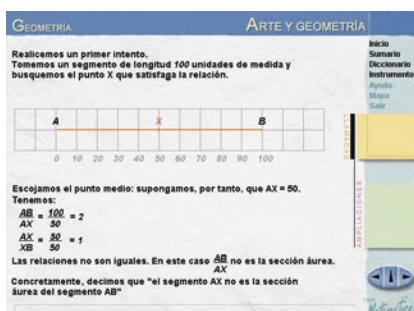 GEOMETRÍA
ARTE Y GEOMETRÍA
Realicemos un primer intento.
Tomemos un segmento de longitud 100 unidades de medida y
busquemos el punto X que satisfaga la relación.
A X B
0 10 20 30 40 50 60 70 80 90 100
Escojamos el punto medio: supongamos, por tanto, que AX = 50.
Tenemos:
AB/AX = 100/50 = 2
AX/XB = 50/50 = 1
Las relaciones no son iguales. En este caso AB/AX no es la sección áurea.
Concretamente, decimos que "el segmento AX no es la sección
áurea del segmento AB"
Inicio
Sumario
Diccionario
Instrumento
Ayuda
Mapa
Salir
LLAMADAS
AMPLIACIONES